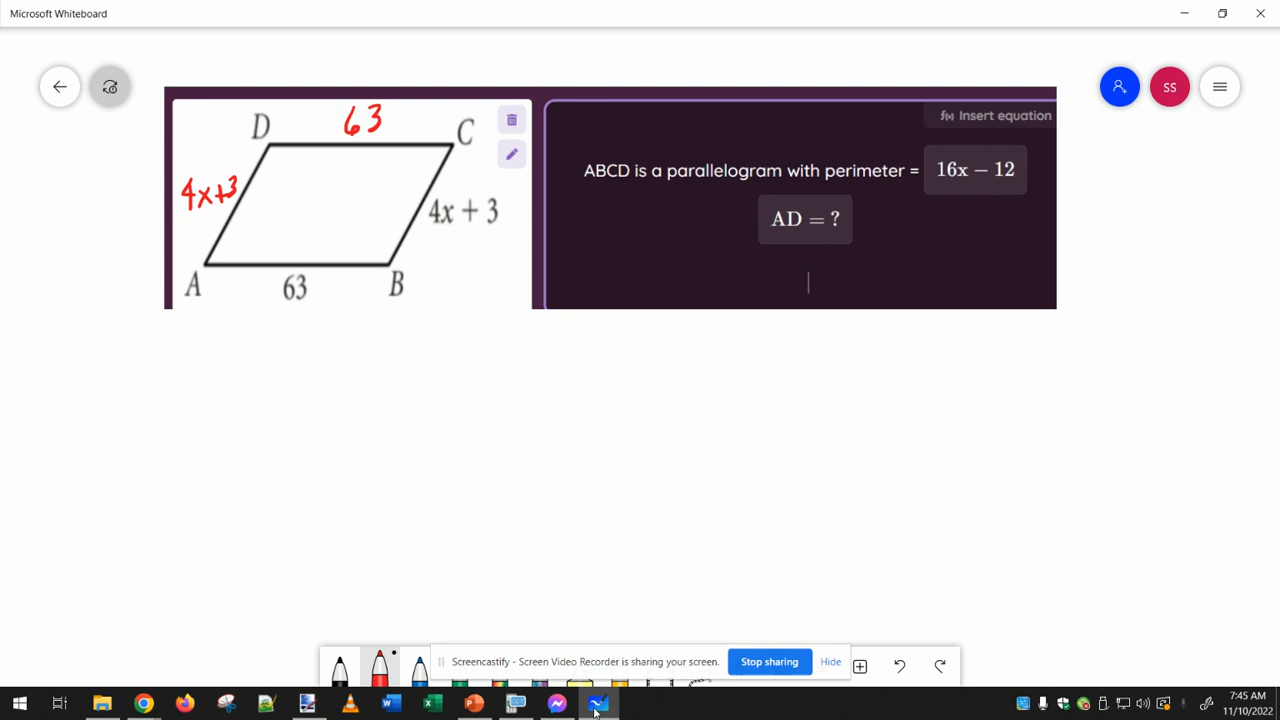 Microsoft Whiteboard
SS
63
D
C
f(x) Insert equation
4x+3
4x + 3
A
63
B
ABCD is a parallelogram with perimeter = 16x − 12
AD = ?
Screencastify - Screen Video Recorder is sharing your screen.
Stop sharing
Hide
7:45 AM
11/10/2022